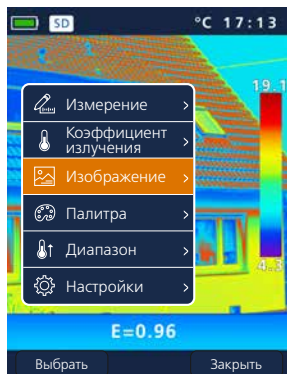 SD °C 17:13
19.1
Измерение
Коэффициент
излучения
Изображение
Палитра
Диапазон
4.3
Настройки
E=0.96
Выбрать Закрыть